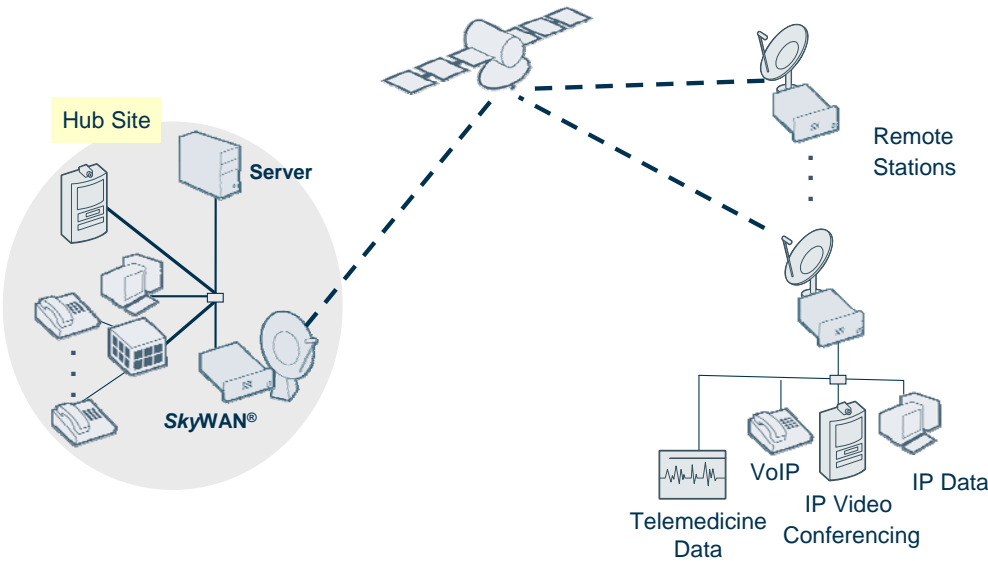 Hub Site
Server
SkyWAN®
Remote
Stations
VoIP
IP Data
IP Video
Conferencing
Telemedicine
Data